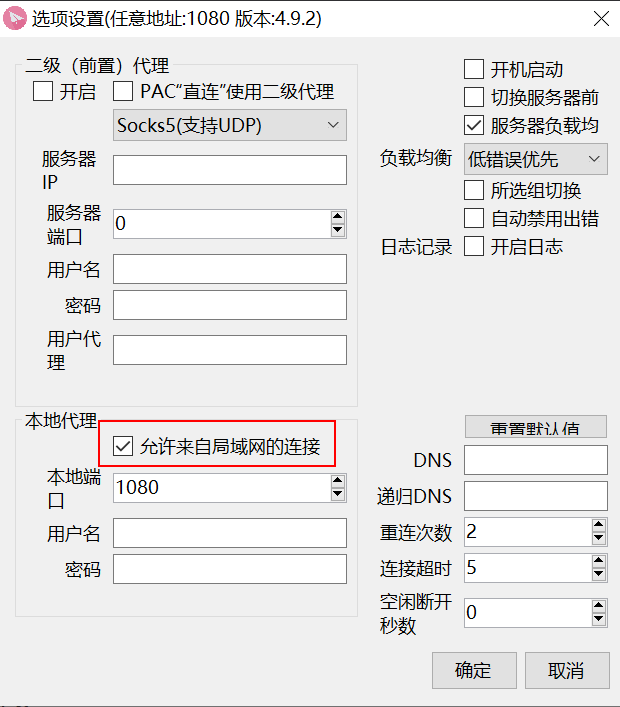 选项设置(任意地址:1080 版本:4.9.2)
二级（前置）代理
开启
PAC“直连”使用二级代理
Socks5(支持UDP)
服务器
IP
服务器
端口
0
用户名
密码
用户代
理
开机启动
切换服务器前
服务器负载均
负载均衡
低错误优先
所选组切换
自动禁用出错
日志记录
开启日志
本地代理
允许来自局域网的连接
本地端
口
1080
用户名
密码
重置默认值
DNS
递归DNS
重连次数
2
连接超时
5
空闲断开
秒数
0
确定
取消